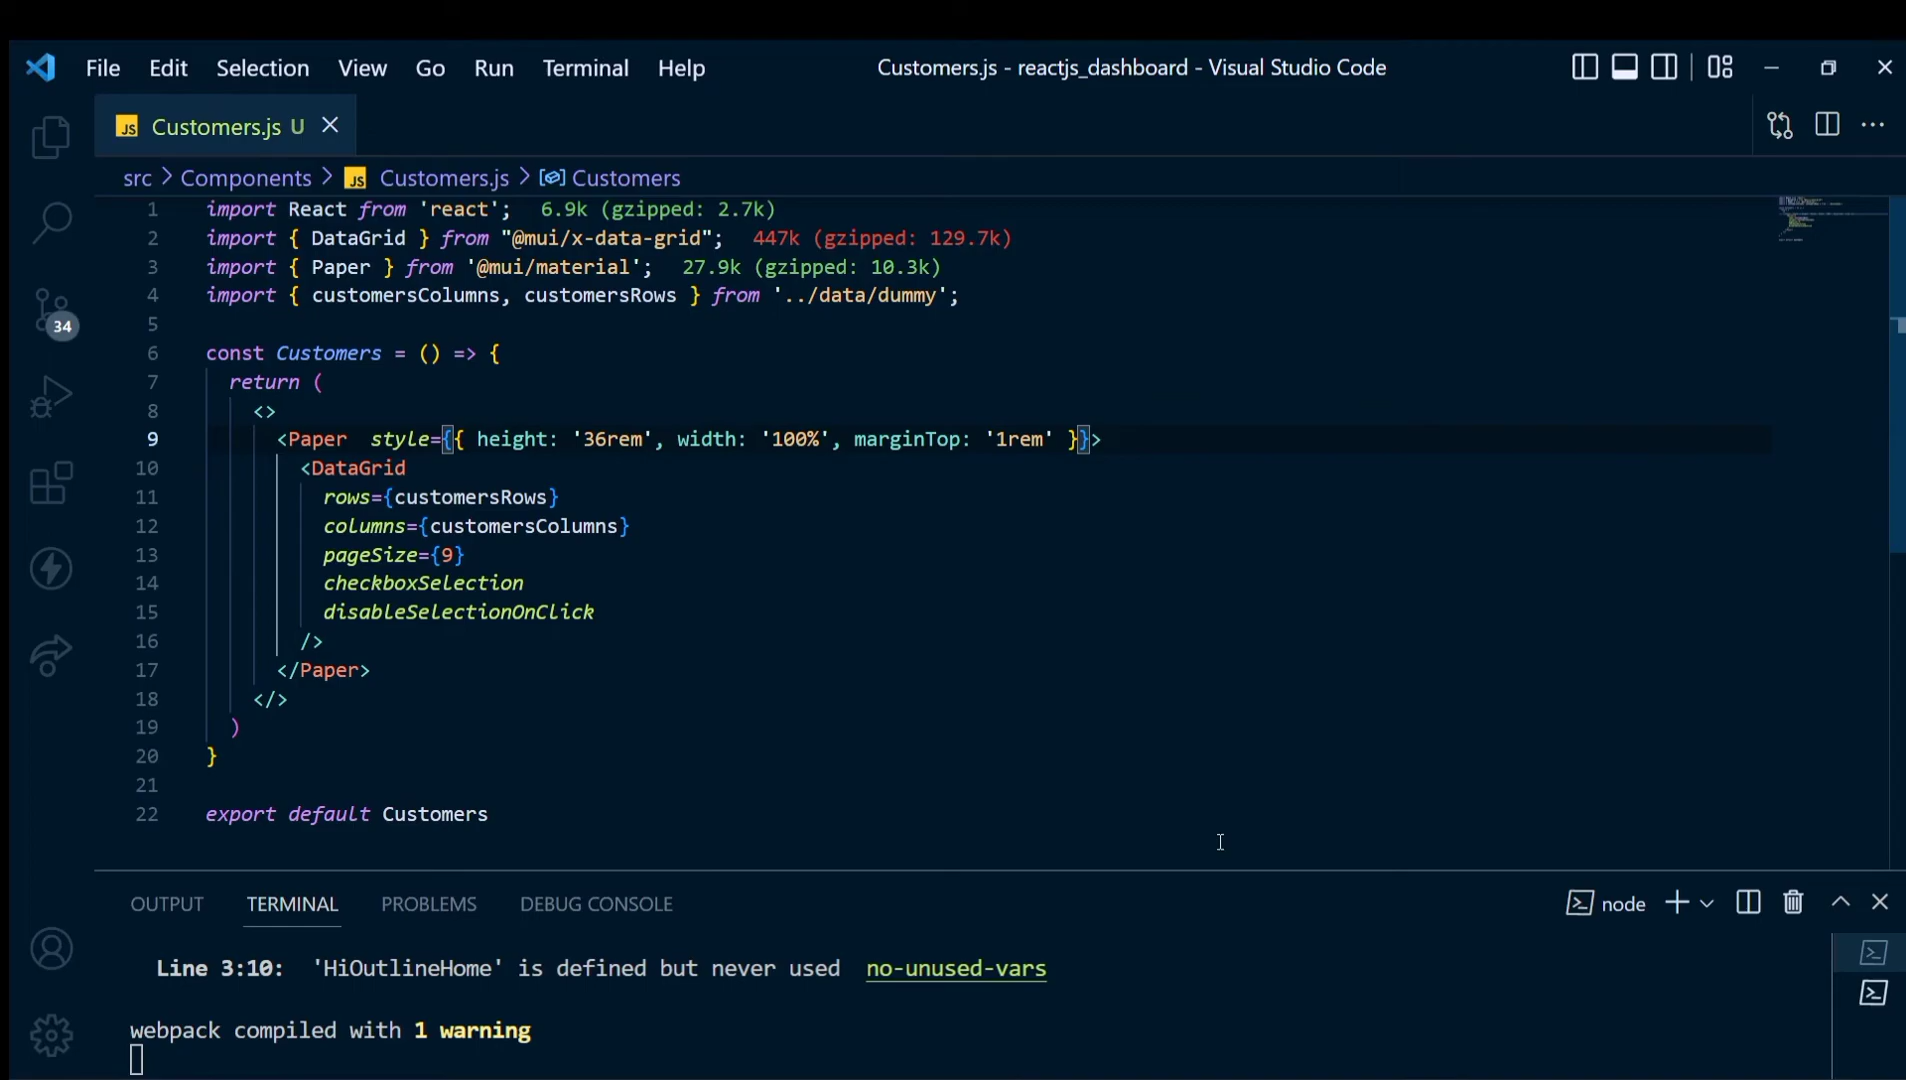 File Edit Selection View Go Run Terminal Help Customers.js - reactjs_dashboard - Visual Studio Code
JS Customers.js U
src > Components > JS Customers.js > Customers
1 import React from 'react'; 6.9k (gzipped: 2.7k)
2 import { DataGrid } from "@mui/x-data-grid"; 447k (gzipped: 129.7k)
3 import { Paper } from '@mui/material'; 27.9k (gzipped: 10.3k)
4 import { customersColumns, customersRows } from '../data/dummy';
5
6 const Customers = () => {
7 return (
8 <>
9 <Paper  style={{ height: '36rem', width: '100%', marginTop: '1rem' }}>
10 <DataGrid
11 rows={customersRows}
12 columns={customersColumns}
13 pageSize={9}
14 checkboxSelection
15 disableSelectionOnClick
16 />
17 </Paper>
18 </>
19 )
20 }
21
22 export default Customers
34
OUTPUT TERMINAL PROBLEMS DEBUG CONSOLE node
Line 3:10: 'HiOutlineHome' is defined but never used no-unused-vars
webpack compiled with 1 warning